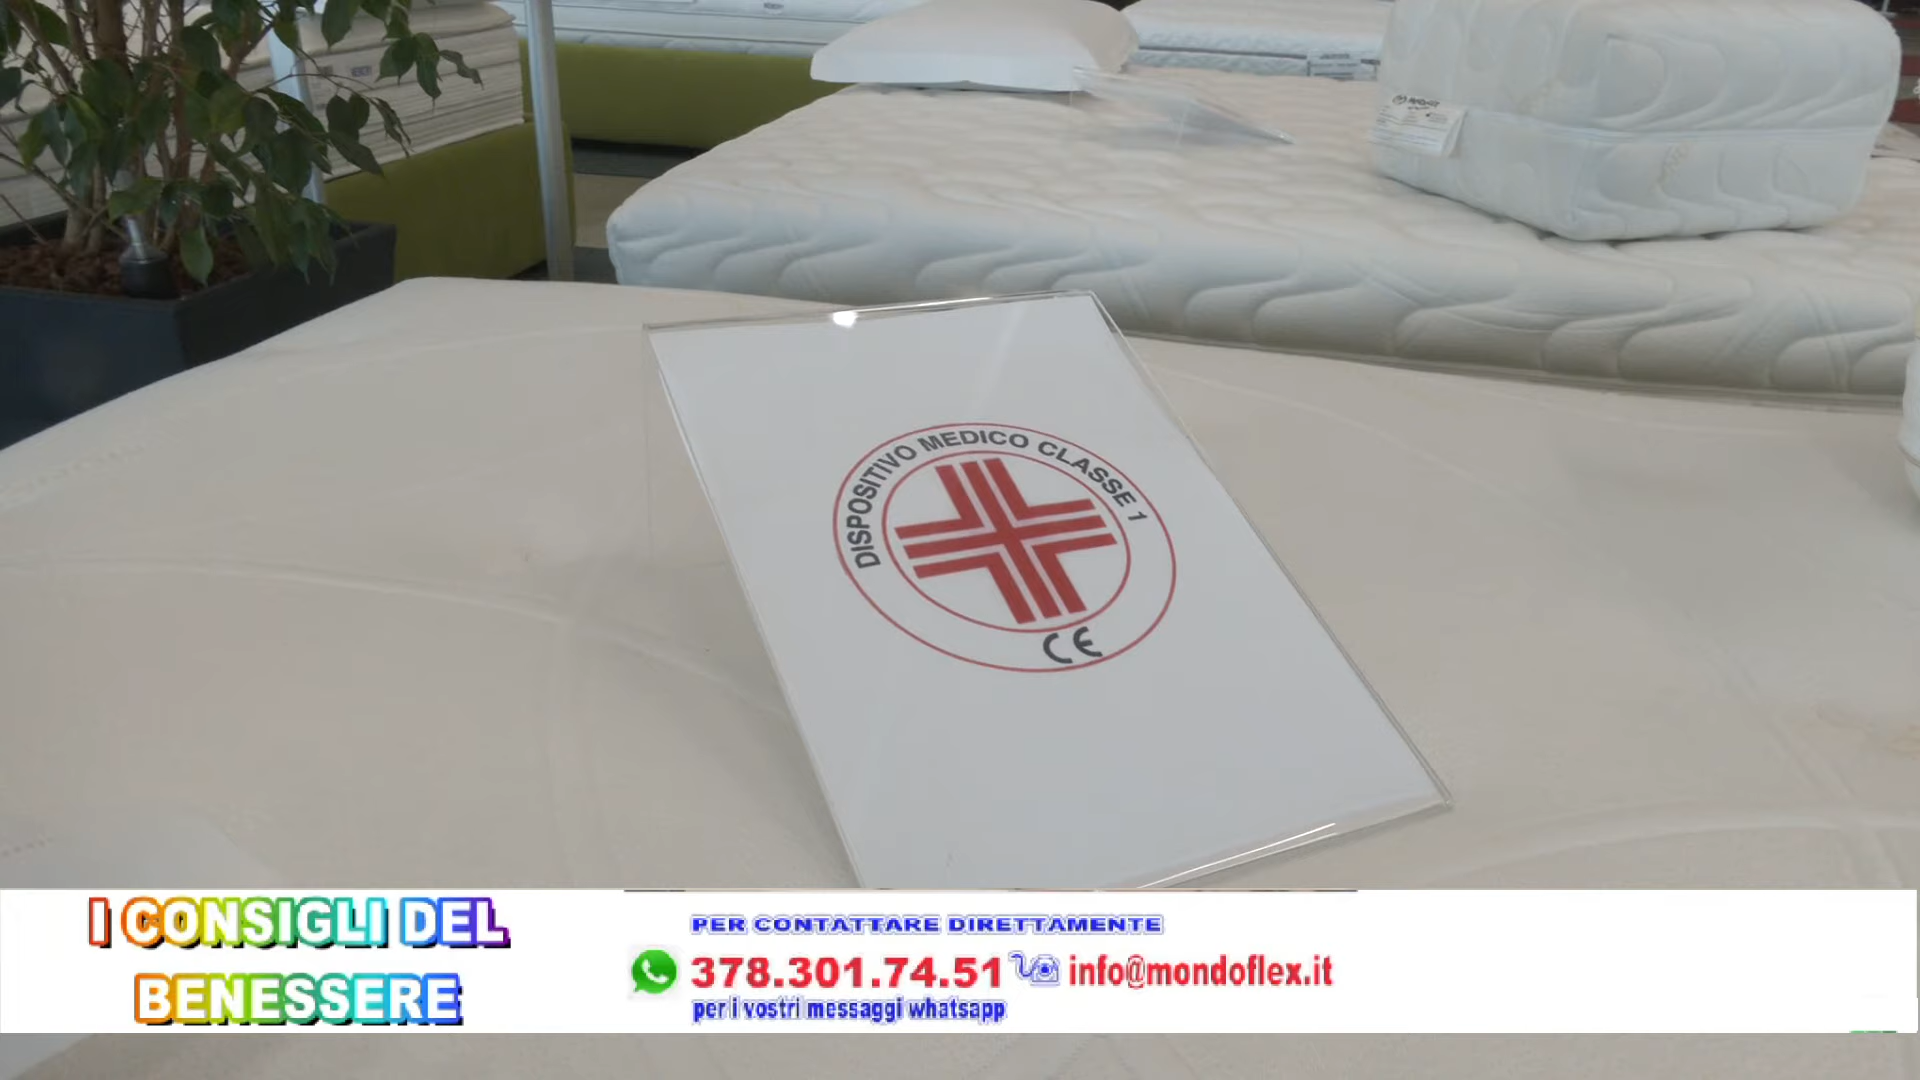 MEMORY
DISPOSITIVO MEDICO CLASSE 1
CE
I CONSIGLI DEL
BENESSERE
PER CONTATTARE DIRETTAMENTE
378.301.74.51
info@mondoflex.it
per i vostri messaggi whatsapp